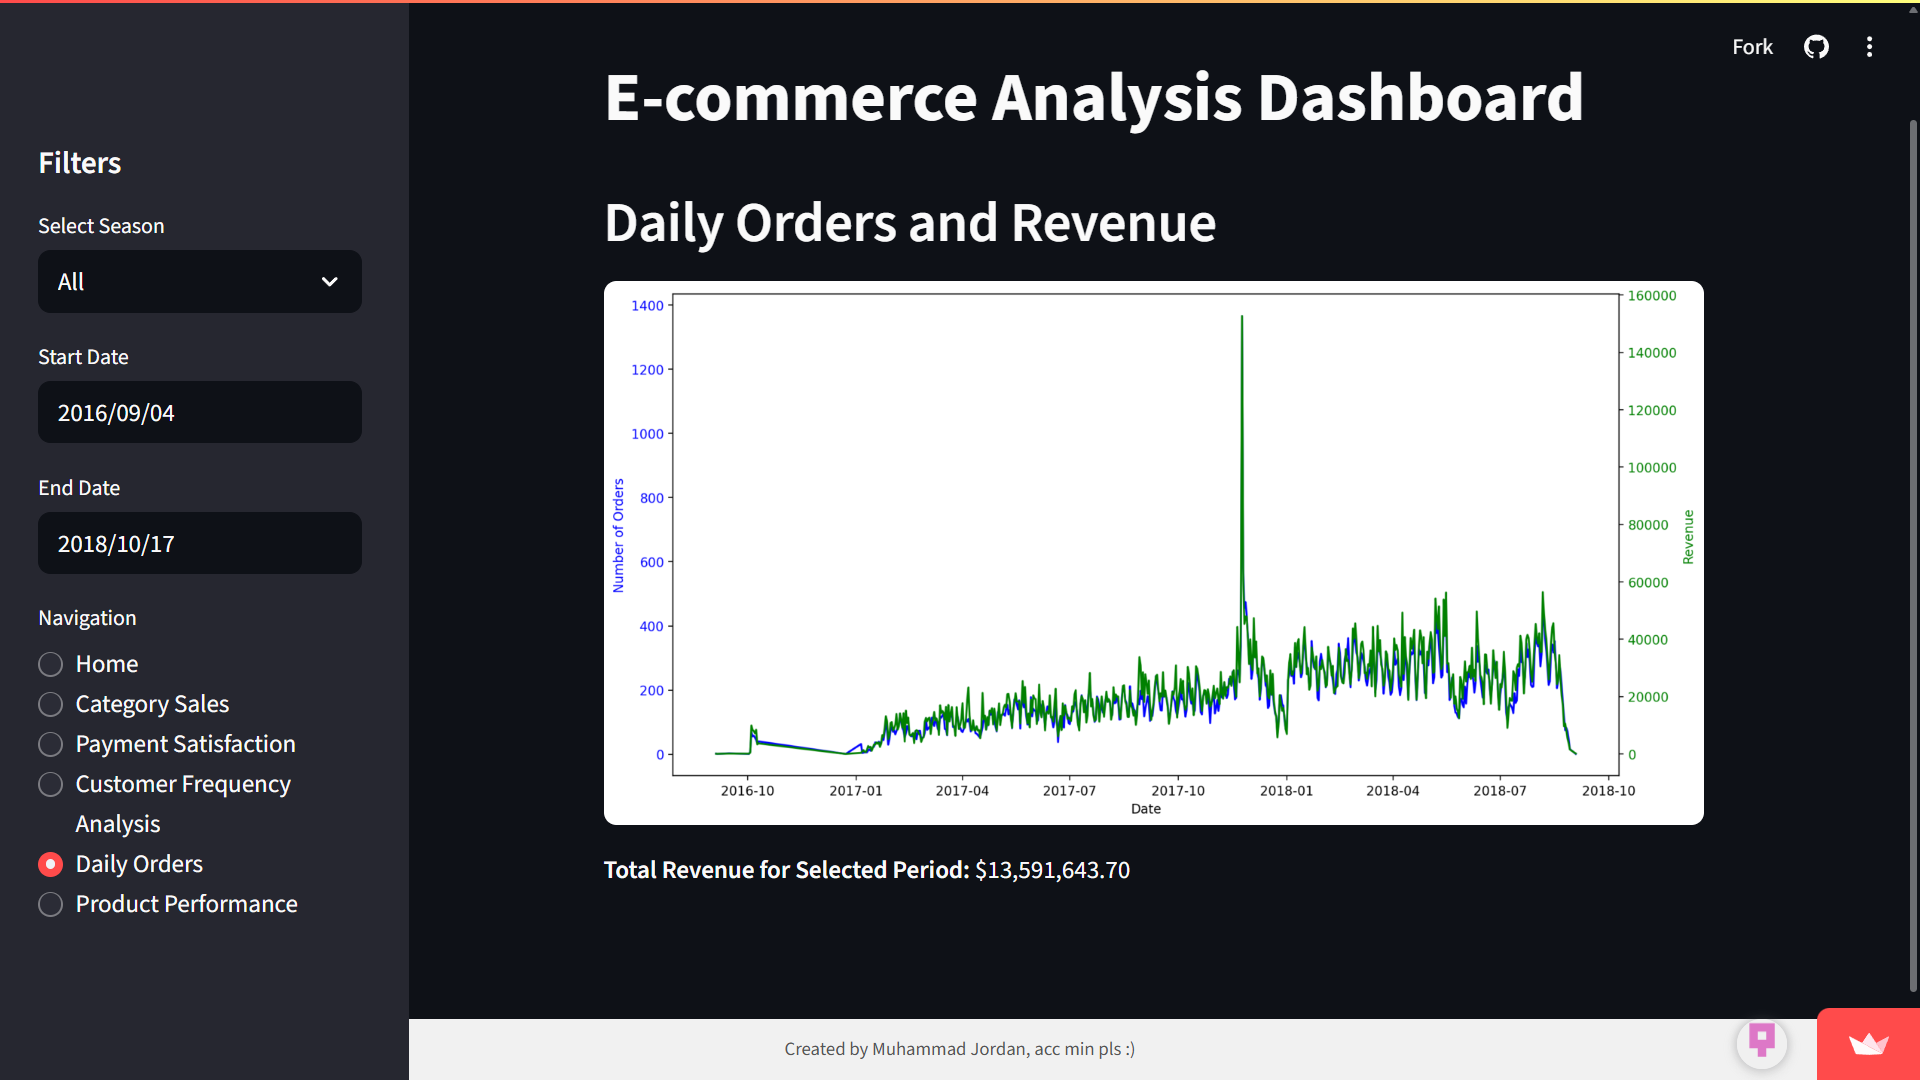 Fork
E-commerce Analysis Dashboard
Filters
Select Season
All
Start Date
2016/09/04
End Date
2018/10/17
Navigation
Home
Category Sales
Payment Satisfaction
Customer Frequency
Analysis
Daily Orders
Product Performance
Daily Orders and Revenue
1400
1200
1000
800
600
400
200
0
Number of Orders
160000
140000
120000
100000
80000
60000
40000
20000
0
Revenue
2016-10 2017-01 2017-04 2017-07 2017-10 2018-01 2018-04 2018-07 2018-10
Date
Total Revenue for Selected Period: $13,591,643.70
Created by Muhammad Jordan, acc min pls :)